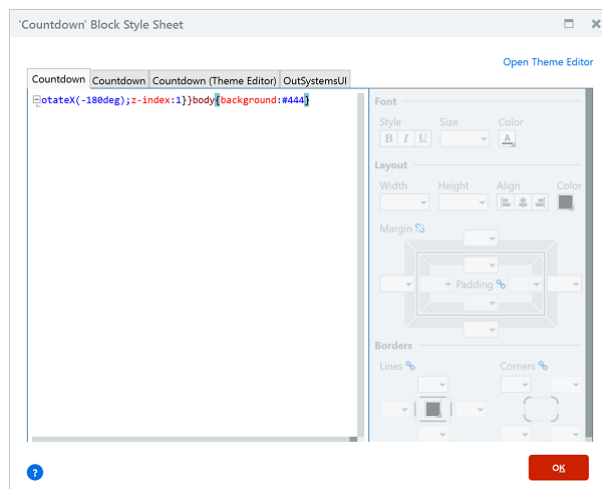 'Countdown' Block Style Sheet
Open Theme Editor
Countdown Countdown Countdown (Theme Editor) OutSystemsUI
otateX(-180deg);z-index:1}}body{background:#444}
Font
Style Size Color
B I U A
Layout
Width Height Align Color
Margin
Padding
Borders
Lines Corners
?
OK